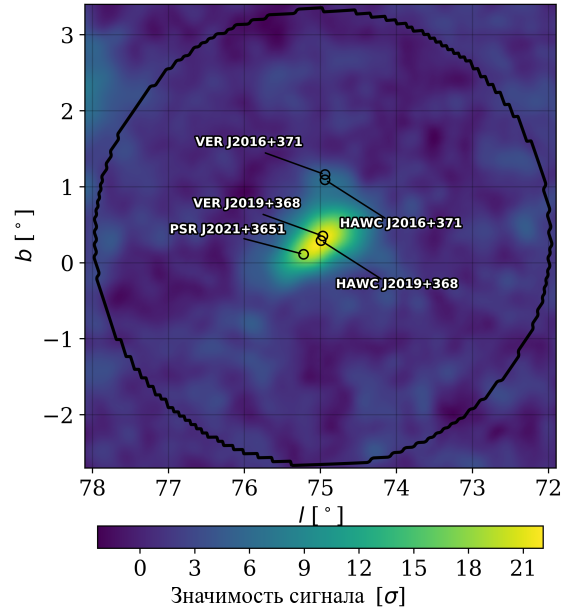 3
2
1
0
−1
−2
b [°]
VER J2016+371
HAWC J2016+371
VER J2019+368
PSR J2021+3651
HAWC J2019+368
78 77 76 75 74 73 72
l [°]
0 3 6 9 12 15 18 21
Значимость сигнала [σ]